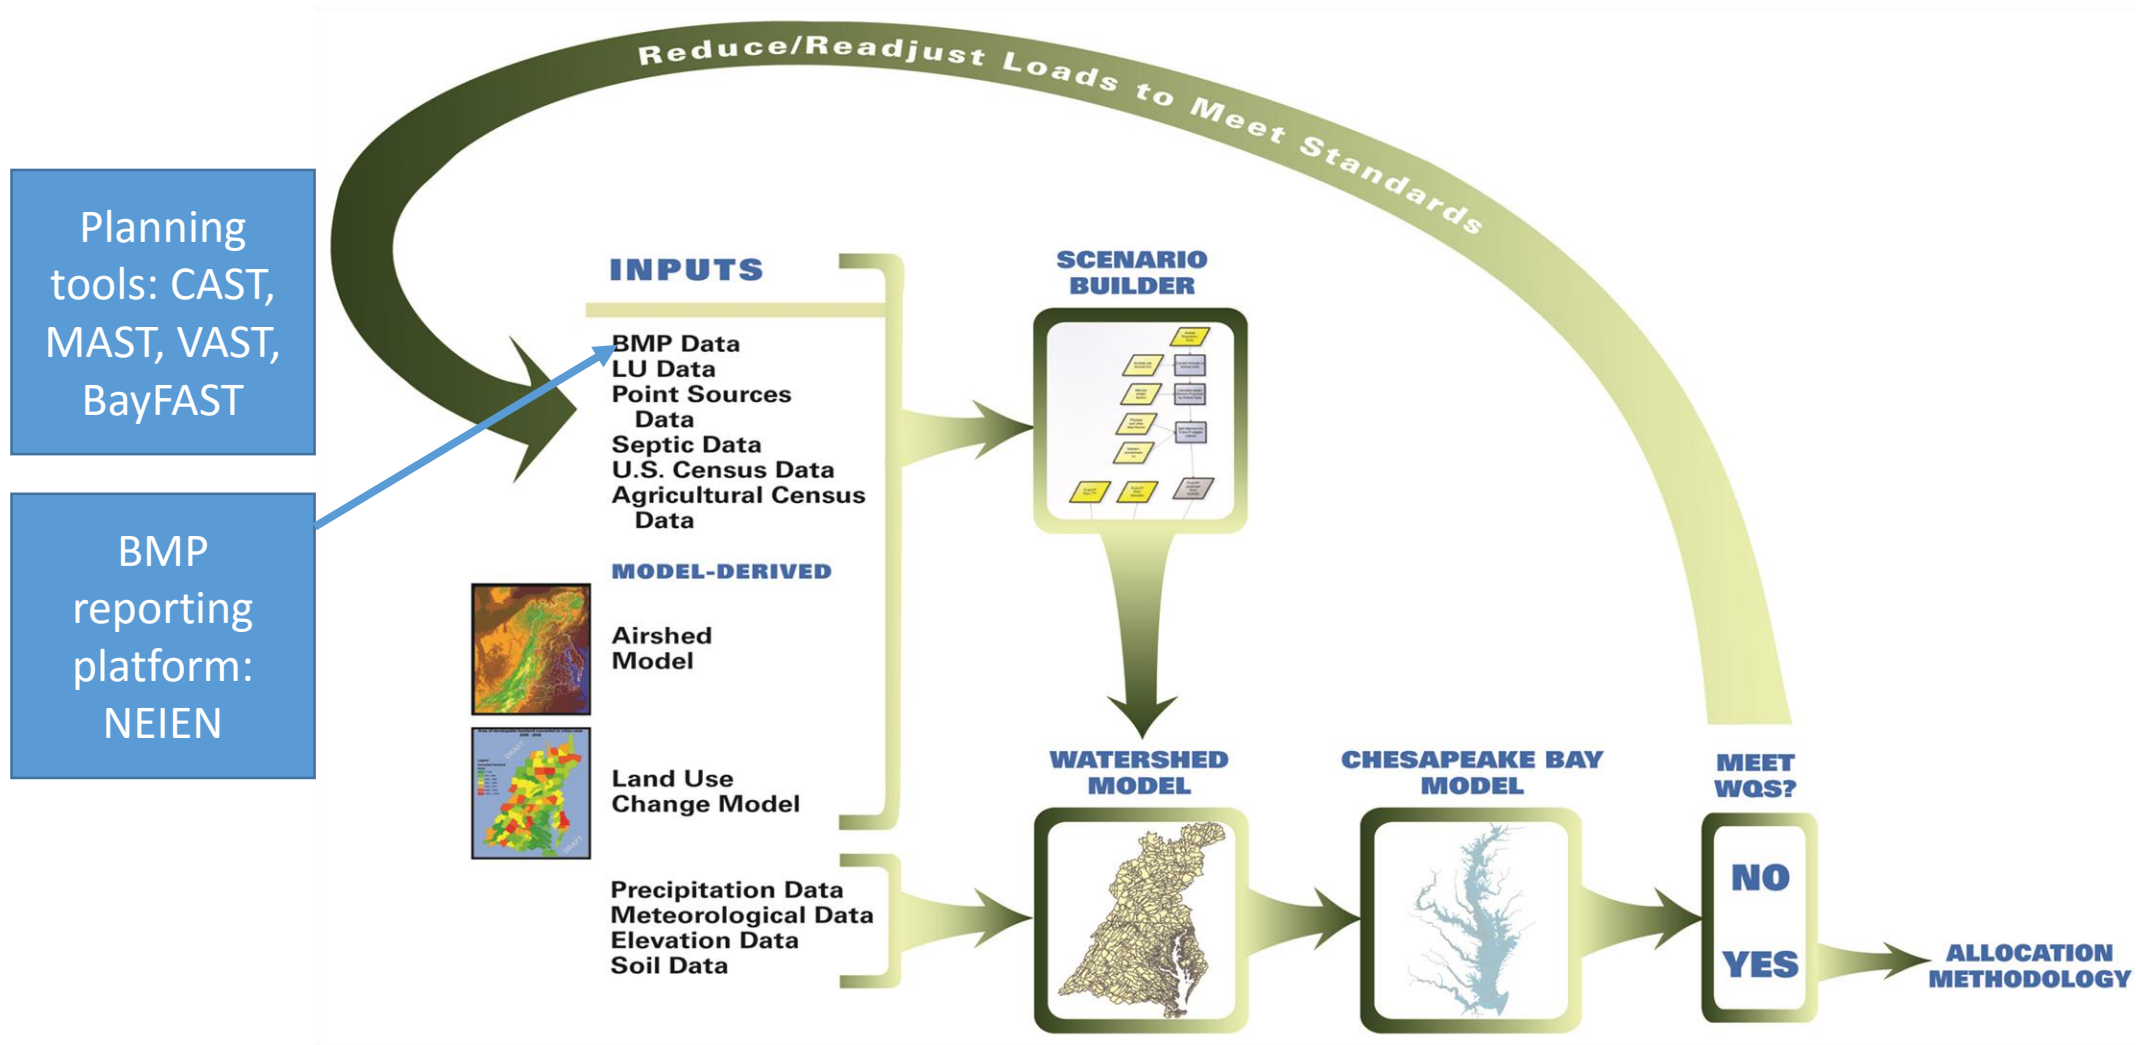 Reduce/Readjust Loads to Meet Standards
Planning
tools: CAST,
MAST, VAST,
BayFAST
BMP
reporting
platform:
NEIEN
INPUTS
BMP Data
LU Data
Point Sources
Data
Septic Data
U.S. Census Data
Agricultural Census
Data
MODEL-DERIVED
Airshed
Model
Land Use
Change Model
Precipitation Data
Meteorological Data
Elevation Data
Soil Data
SCENARIO
BUILDER
WATERSHED
MODEL
CHESAPEAKE BAY
MODEL
MEET
WQS?
NO
YES
ALLOCATION
METHODOLOGY
DRAFT
DRAFT